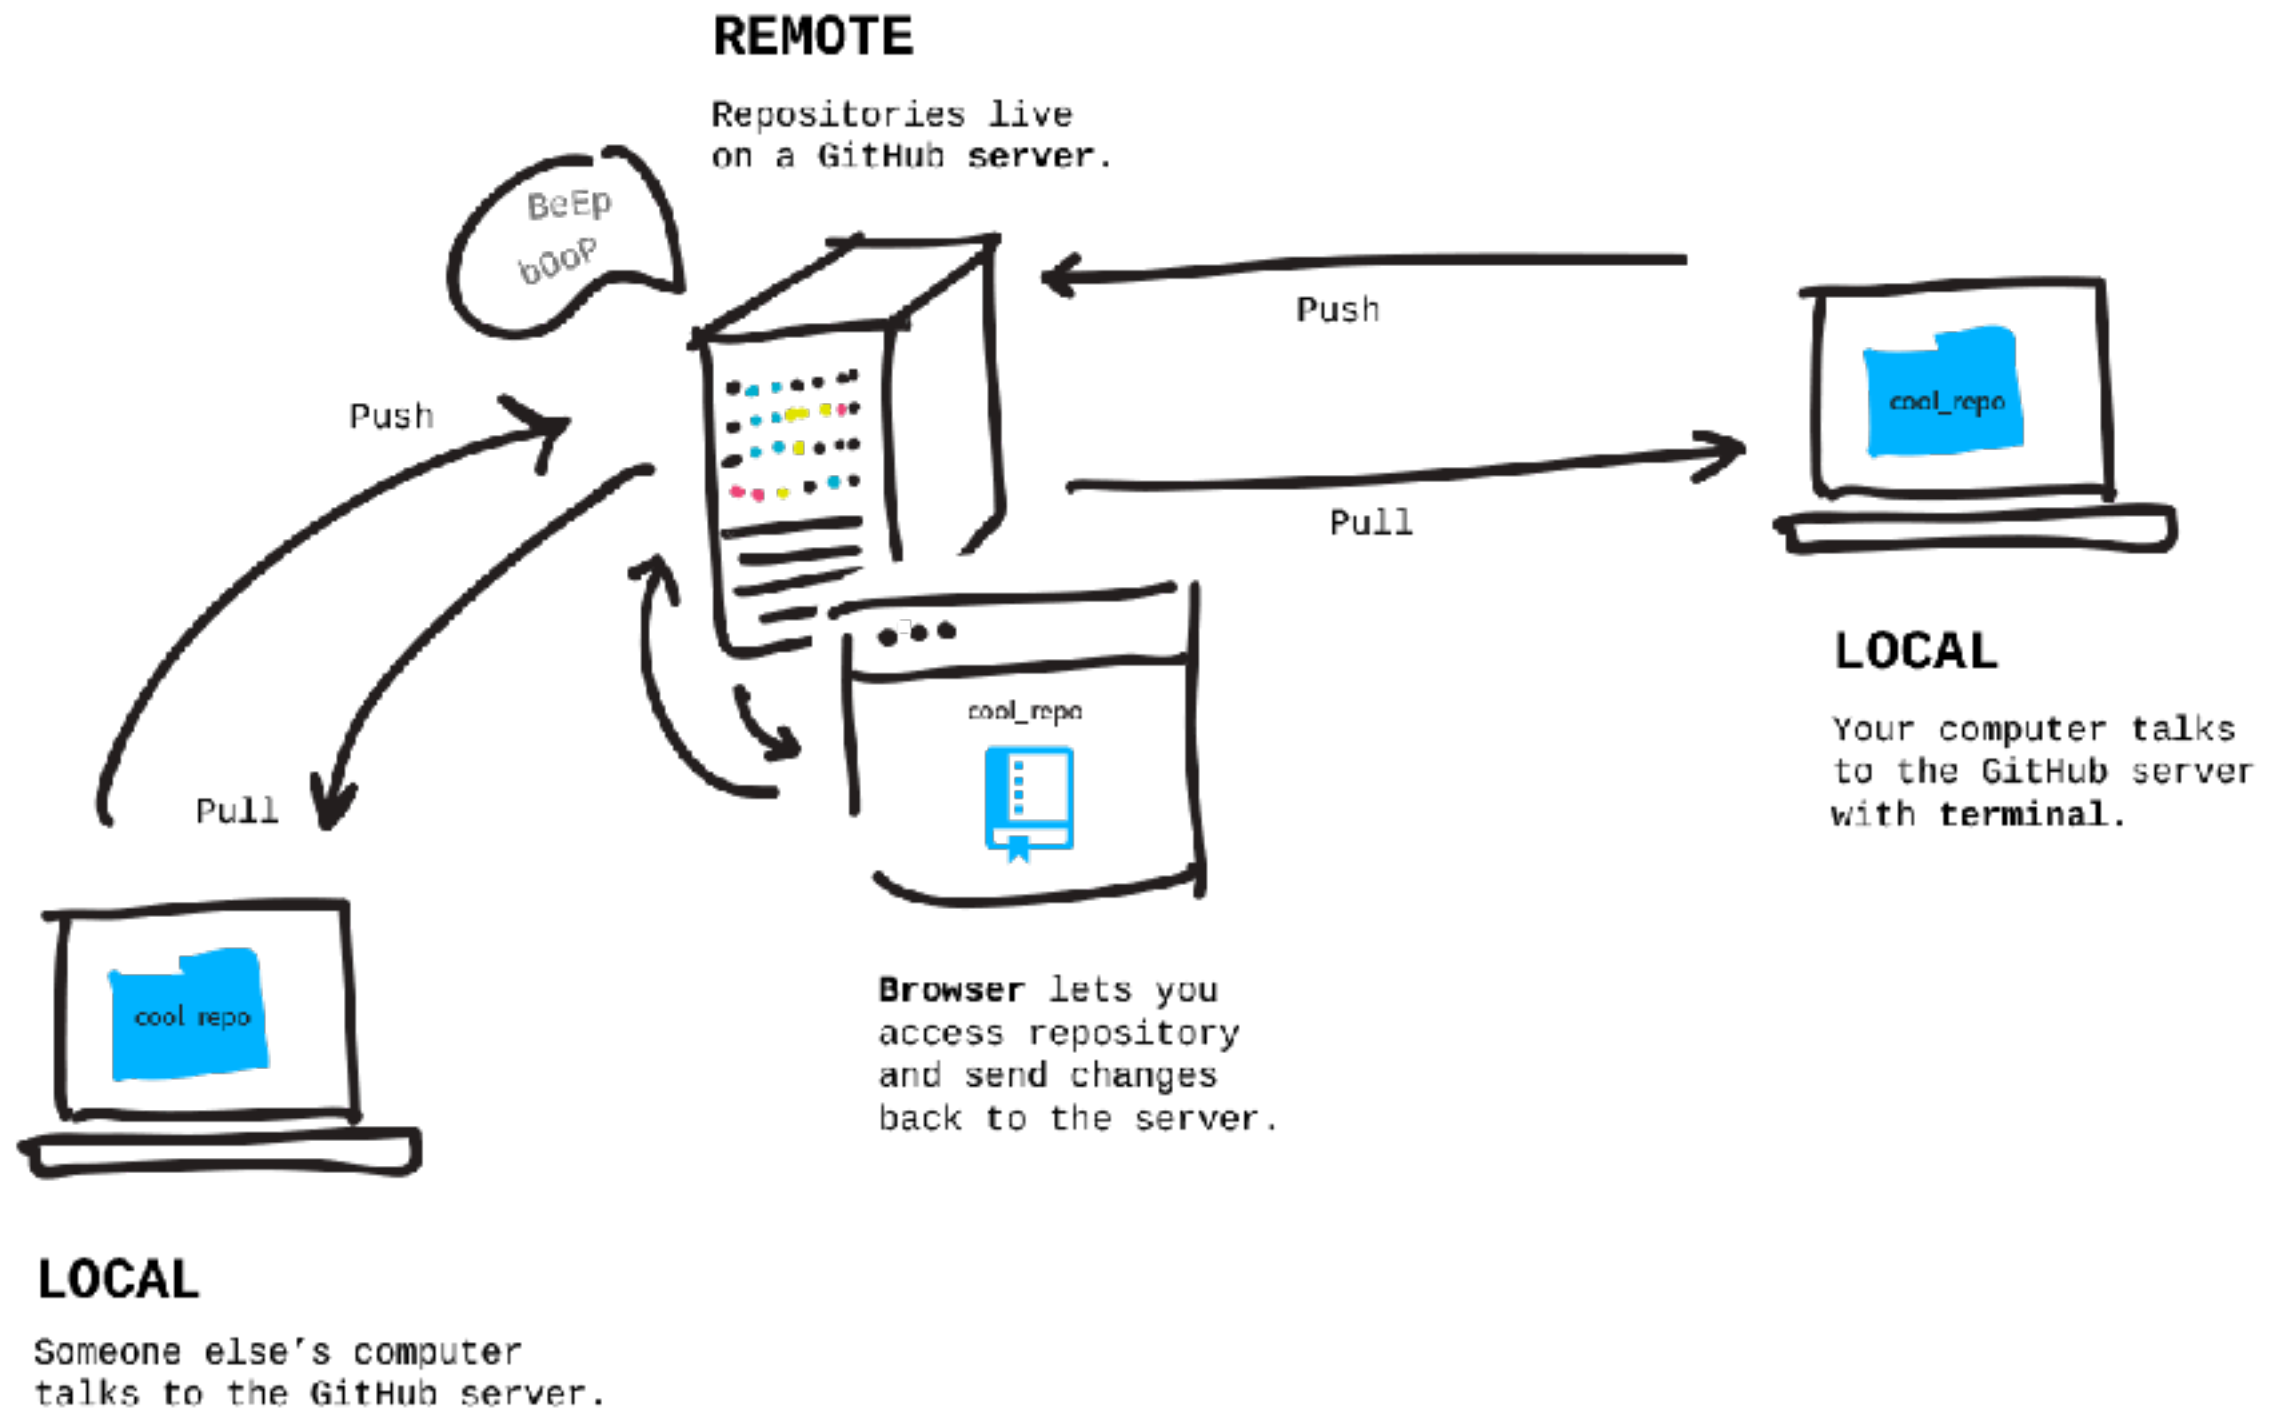 REMOTE
Repositories live
on a GitHub server.
BeEp
bOoP
Push
Pull
cool_repo
LOCAL
Your computer talks
to the GitHub server
with terminal.
Push
Pull
cool_repo
Browser lets you
access repository
and send changes
back to the server.
cool repo
LOCAL
Someone else’s computer
talks to the GitHub server.